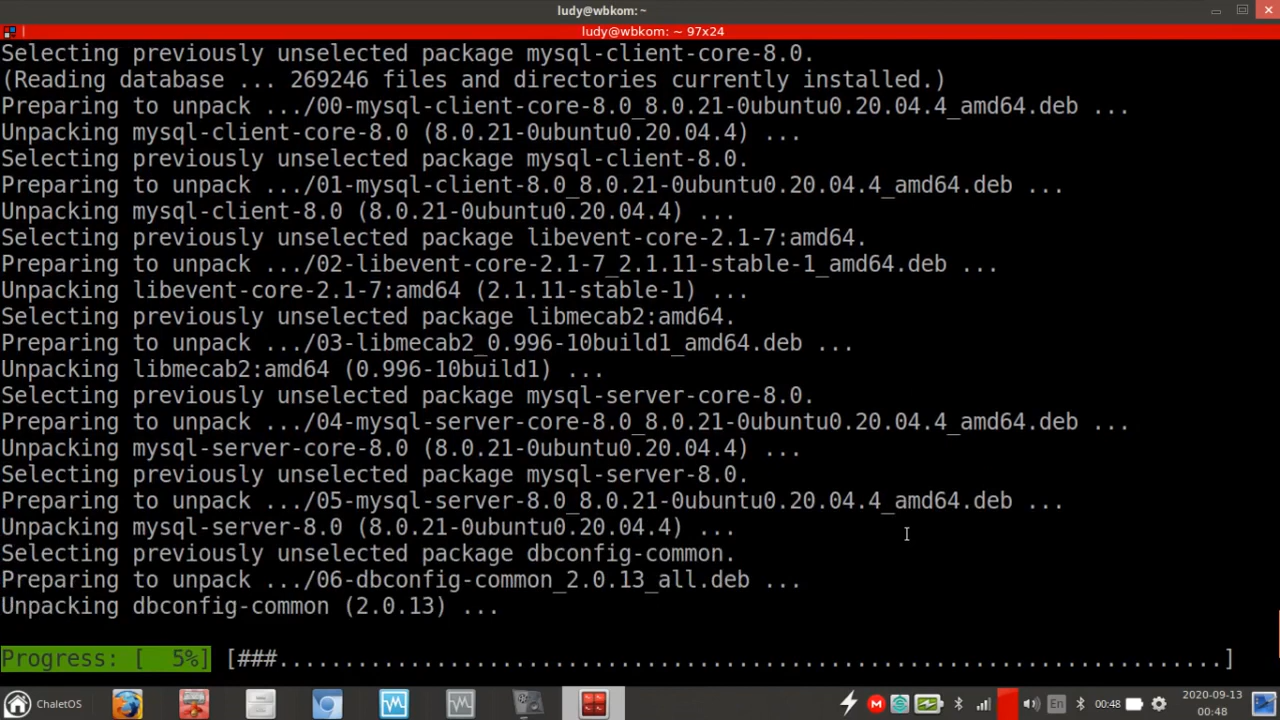 ludy@wbkom: ~
ludy@wbkom: ~ 97x24
Selecting previously unselected package mysql-client-core-8.0.
(Reading database ... 269246 files and directories currently installed.)
Preparing to unpack .../00-mysql-client-core-8.0_8.0.21-0ubuntu0.20.04.4_amd64.deb ...
Unpacking mysql-client-core-8.0 (8.0.21-0ubuntu0.20.04.4) ...
Selecting previously unselected package mysql-client-8.0.
Preparing to unpack .../01-mysql-client-8.0_8.0.21-0ubuntu0.20.04.4_amd64.deb ...
Unpacking mysql-client-8.0 (8.0.21-0ubuntu0.20.04.4) ...
Selecting previously unselected package libevent-core-2.1-7:amd64.
Preparing to unpack .../02-libevent-core-2.1-7_2.1.11-stable-1_amd64.deb ...
Unpacking libevent-core-2.1-7:amd64 (2.1.11-stable-1) ...
Selecting previously unselected package libmecab2:amd64.
Preparing to unpack .../03-libmecab2_0.996-10build1_amd64.deb ...
Unpacking libmecab2:amd64 (0.996-10build1) ...
Selecting previously unselected package mysql-server-core-8.0.
Preparing to unpack .../04-mysql-server-core-8.0_8.0.21-0ubuntu0.20.04.4_amd64.deb ...
Unpacking mysql-server-core-8.0 (8.0.21-0ubuntu0.20.04.4) ...
Selecting previously unselected package mysql-server-8.0.
Preparing to unpack .../05-mysql-server-8.0_8.0.21-0ubuntu0.20.04.4_amd64.deb ...
Unpacking mysql-server-8.0 (8.0.21-0ubuntu0.20.04.4) ...
Selecting previously unselected package dbconfig-common.
Preparing to unpack .../06-dbconfig-common_2.0.13_all.deb ...
Unpacking dbconfig-common (2.0.13) ...
Progress: [  5%] [###.........................................................................]
ChaletOS
M
En
00:48
2020-09-13
00:48